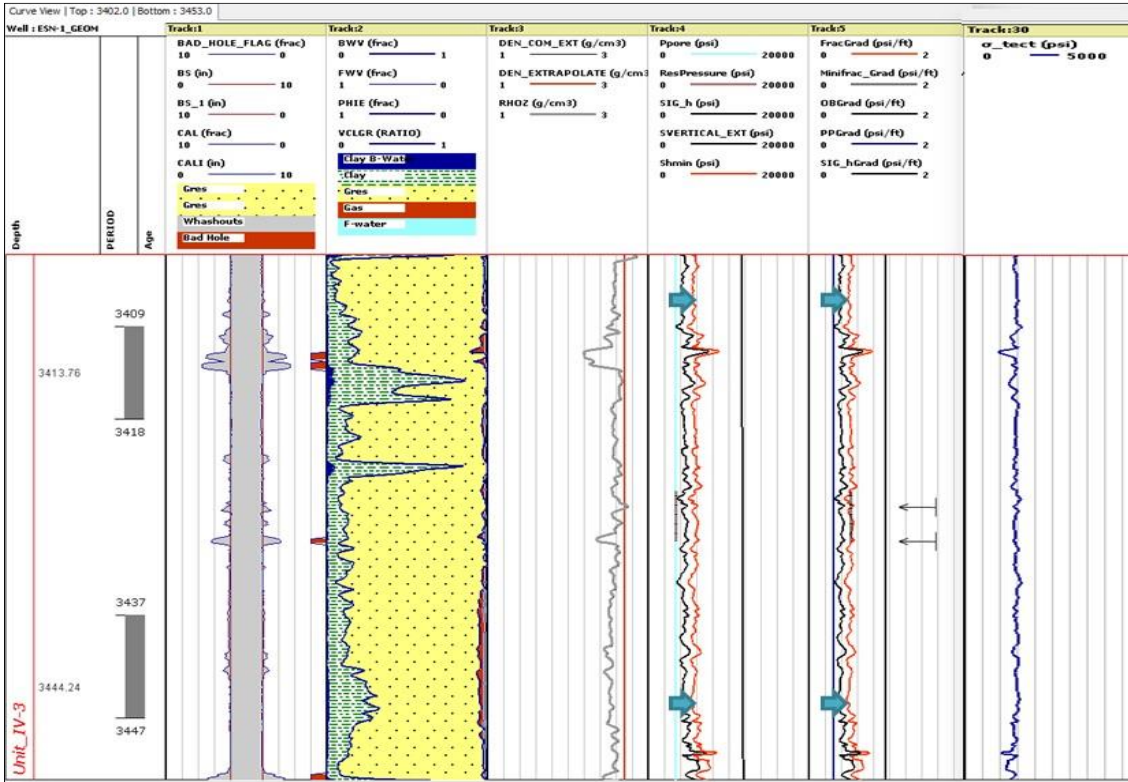 Curve View | Top : 3402.0 | Bottom : 3453.0
Well : ESN-1_GEOM
Depth
PERIOD
Age
Track:1
BAD_HOLE_FLAG (frac)
10 0
BS (in)
0 10
BS_1 (in)
10 0
CAL (frac)
10 0
CALI (in)
0 10
Gres
Gres
Whashouts
Bad Hole
Track:2
BWV (frac)
0 1
FWV (frac)
1 0
PHIE (frac)
1 0
VCLGR (RATIO)
0 1
Clay B-Wate
Clay
Gres
Gas
F-water
Track:3
DEN_COM_EXT (g/cm3)
1 3
DEN_EXTRAPOLATE (g/cm3
1 3
RHOZ (g/cm3)
1 3
Track:4
Ppore (psi)
0 20000
ResPressure (psi)
0 20000
SIG_h (psi)
0 20000
SVERTICAL_EXT (psi)
0 20000
Shmin (psi)
0 20000
Track:5
FracGrad (psi/ft)
0 2
Minifrac_Grad (psi/ft)
0 2
OBGrad (psi/ft)
0 2
PPGrad (psi/ft)
0 2
SIG_hGrad (psi/ft)
0 2
Track:30
σ_tect (psi)
0 5000
3409
3413.76
3418
3437
3444.24
3447
Unit_IV-3